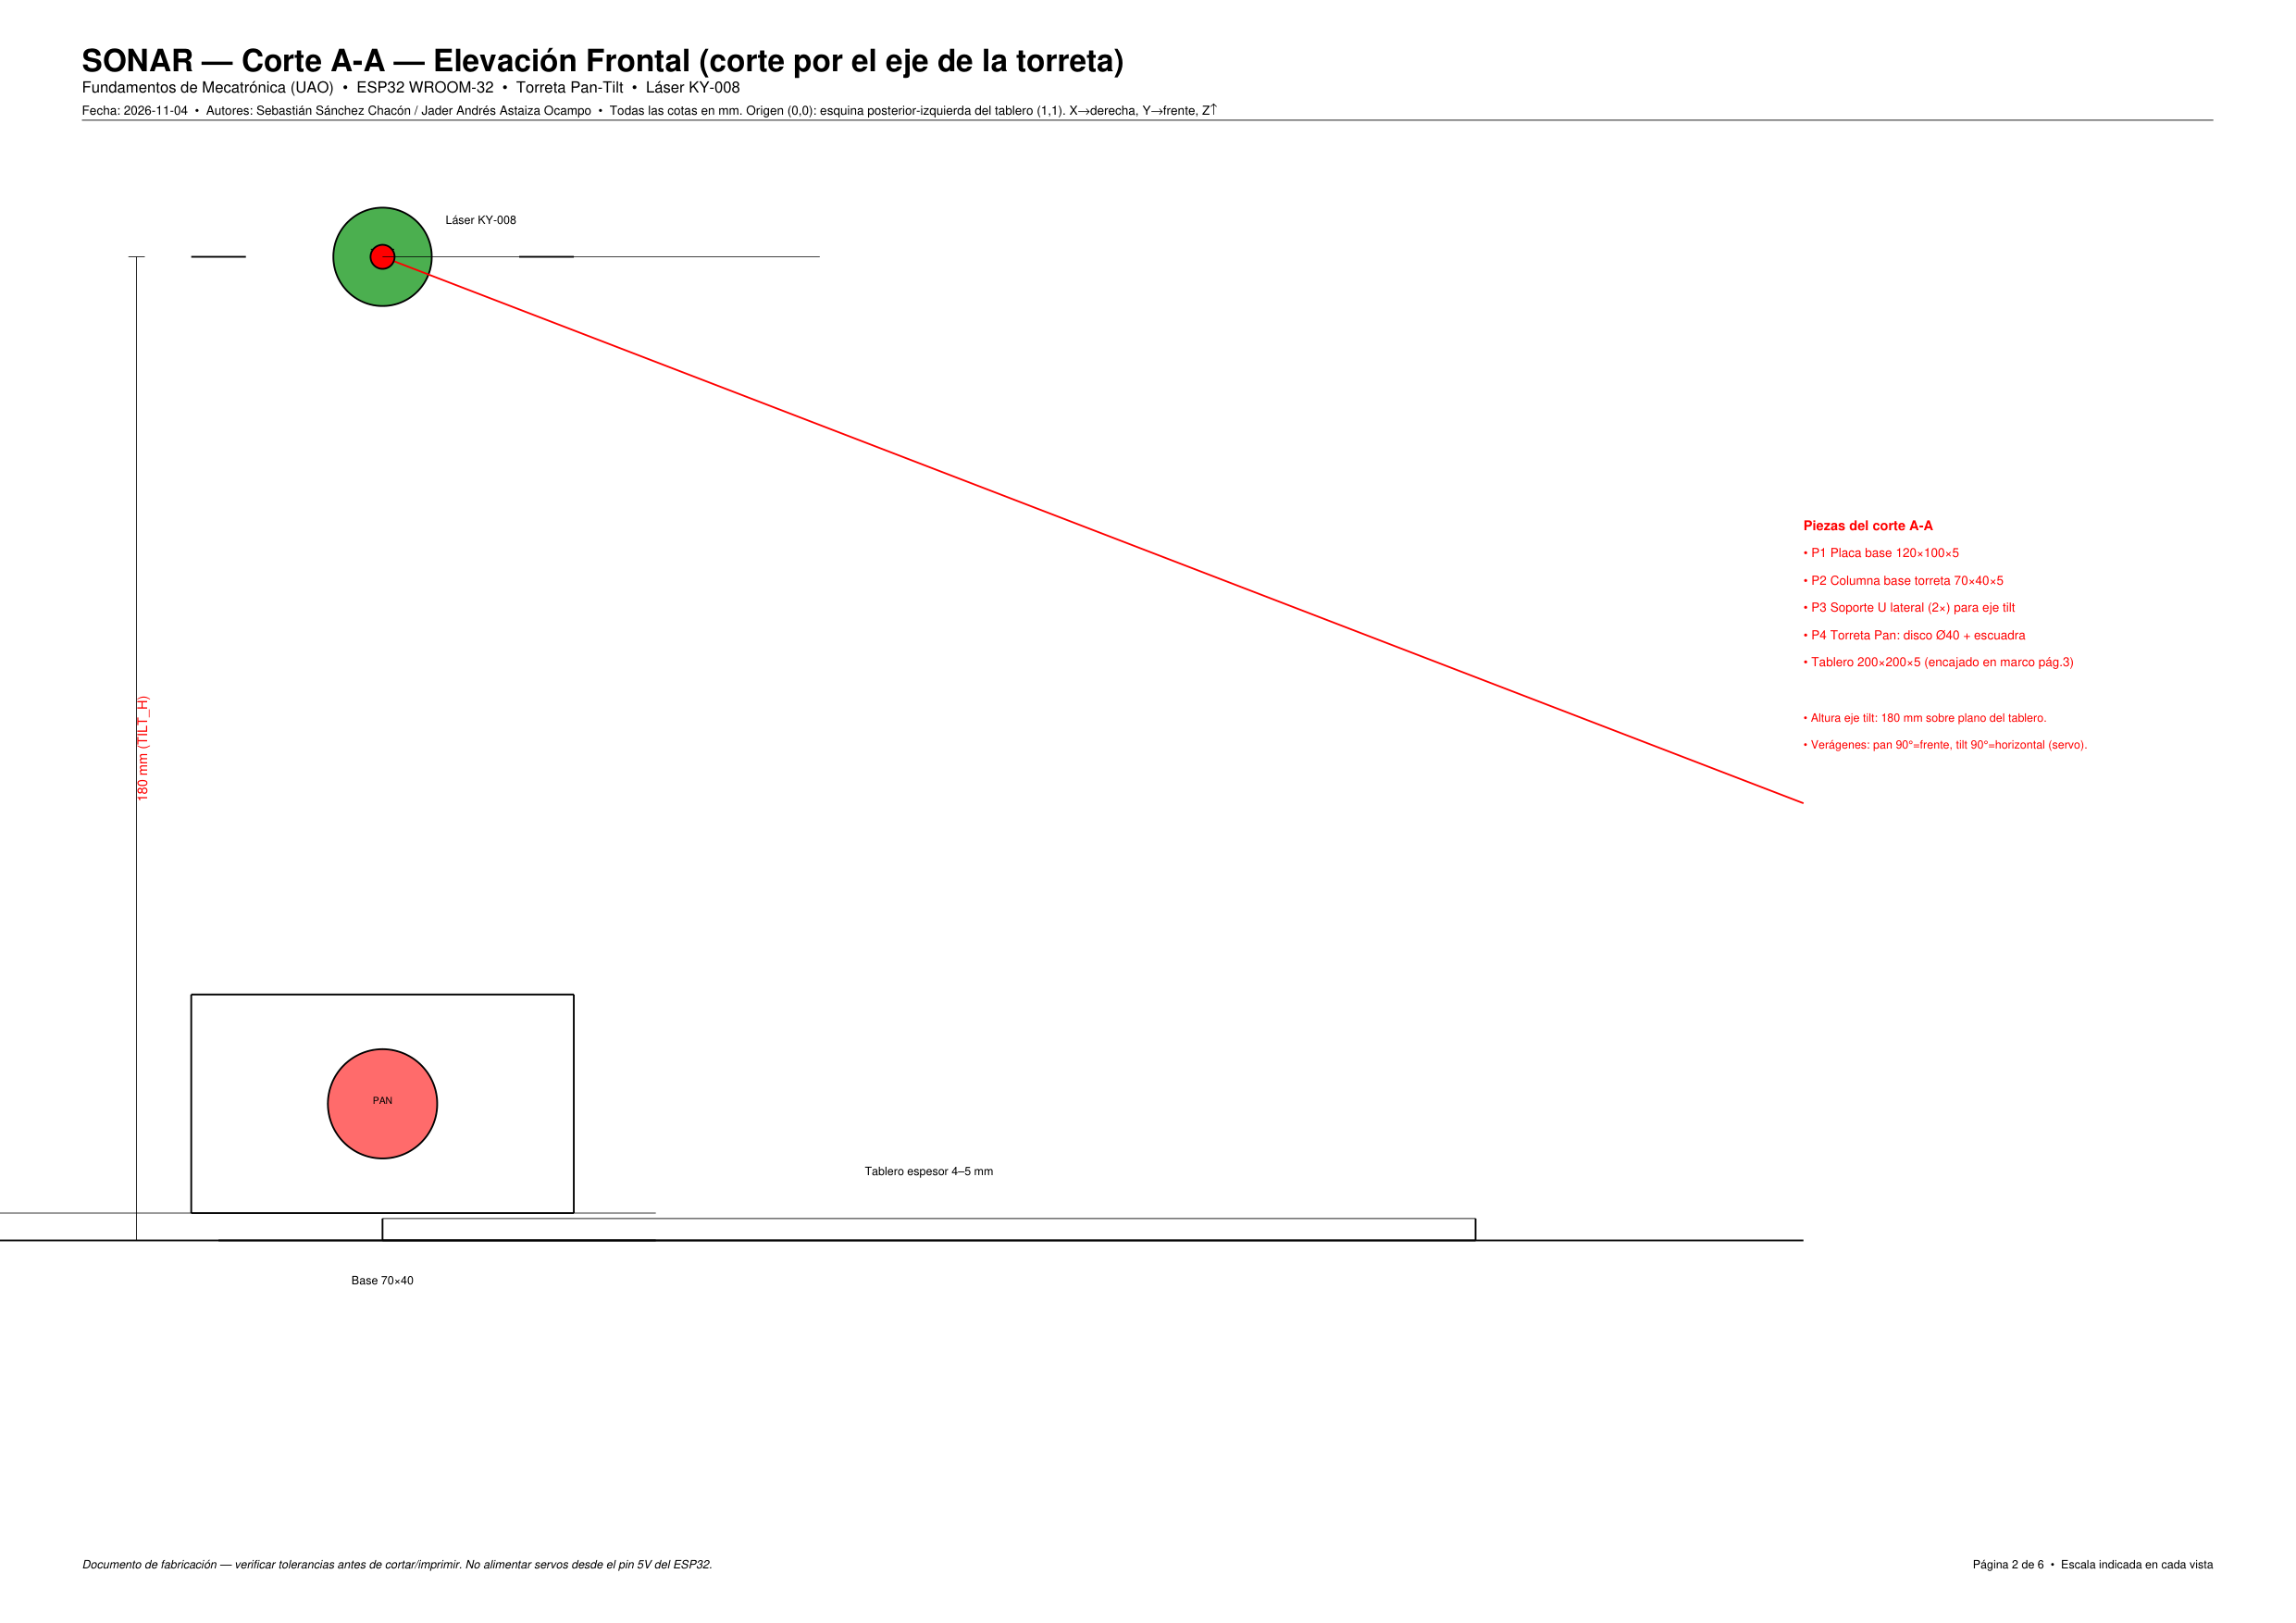 SONAR — Corte A-A — Elevación Frontal (corte por el eje de la torreta)
Fundamentos de Mecatrónica (UAO) • ESP32 WROOM-32 • Torreta Pan-Tilt • Láser KY-008
Fecha: 2026-11-04 • Autores: Sebastián Sánchez Chacón / Jader Andrés Astaiza Ocampo • Todas las cotas en mm. Origen (0,0): esquina posterior-izquierda del tablero (1,1). X→derecha, Y→frente, Z↑
Láser KY-008
Piezas del corte A-A
• P1 Placa base 120×100×5
• P2 Columna base torreta 70×40×5
• P3 Soporte U lateral (2×) para eje tilt
• P4 Torreta Pan: disco Ø40 + escuadra
• Tablero 200×200×5 (encajado en marco pág.3)
• Altura eje tilt: 180 mm sobre plano del tablero.
• Verágenes: pan 90°=frente, tilt 90°=horizontal (servo).
180 mm (TILT_H)
PAN
Tablero espesor 4–5 mm
Base 70×40
Documento de fabricación — verificar tolerancias antes de cortar/imprimir. No alimentar servos desde el pin 5V del ESP32.
Página 2 de 6 • Escala indicada en cada vista